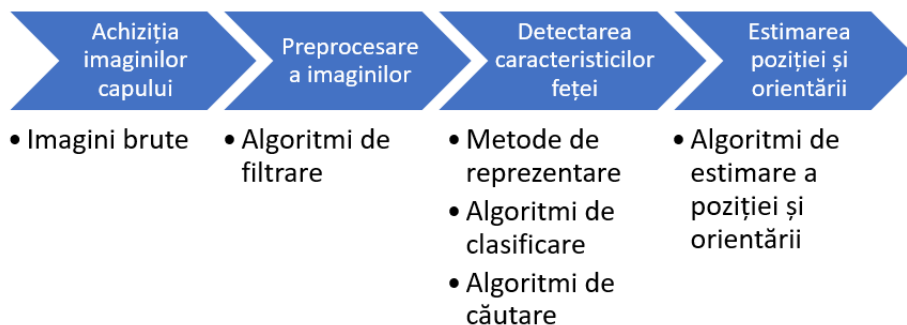 Achiziția
imaginilor
capului
Preprocesare
a imaginilor
Detectarea
caracteristicilor
feței
Estimarea
poziției și
orientării
• Imagini brute
• Algoritmi de
filtrare
• Metode de
reprezentare
• Algoritmi de
clasificare
• Algoritmi de
căutare
• Algoritmi de
estimare a
poziției și
orientării